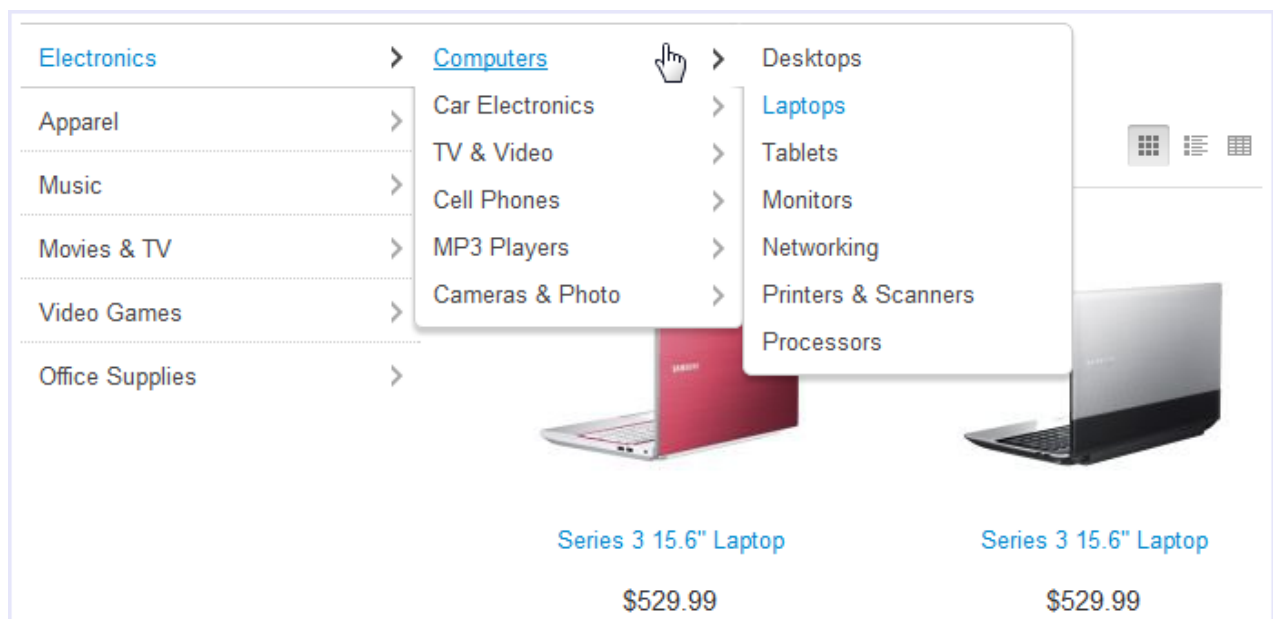 Electronics
Apparel
Music
Movies & TV
Video Games
Office Supplies
Computers
Car Electronics
TV & Video
Cell Phones
MP3 Players
Cameras & Photo
Desktops
Laptops
Tablets
Monitors
Networking
Printers & Scanners
Processors
SAMSUNG
Series 3 15.6" Laptop
$529.99
Series 3 15.6" Laptop
$529.99